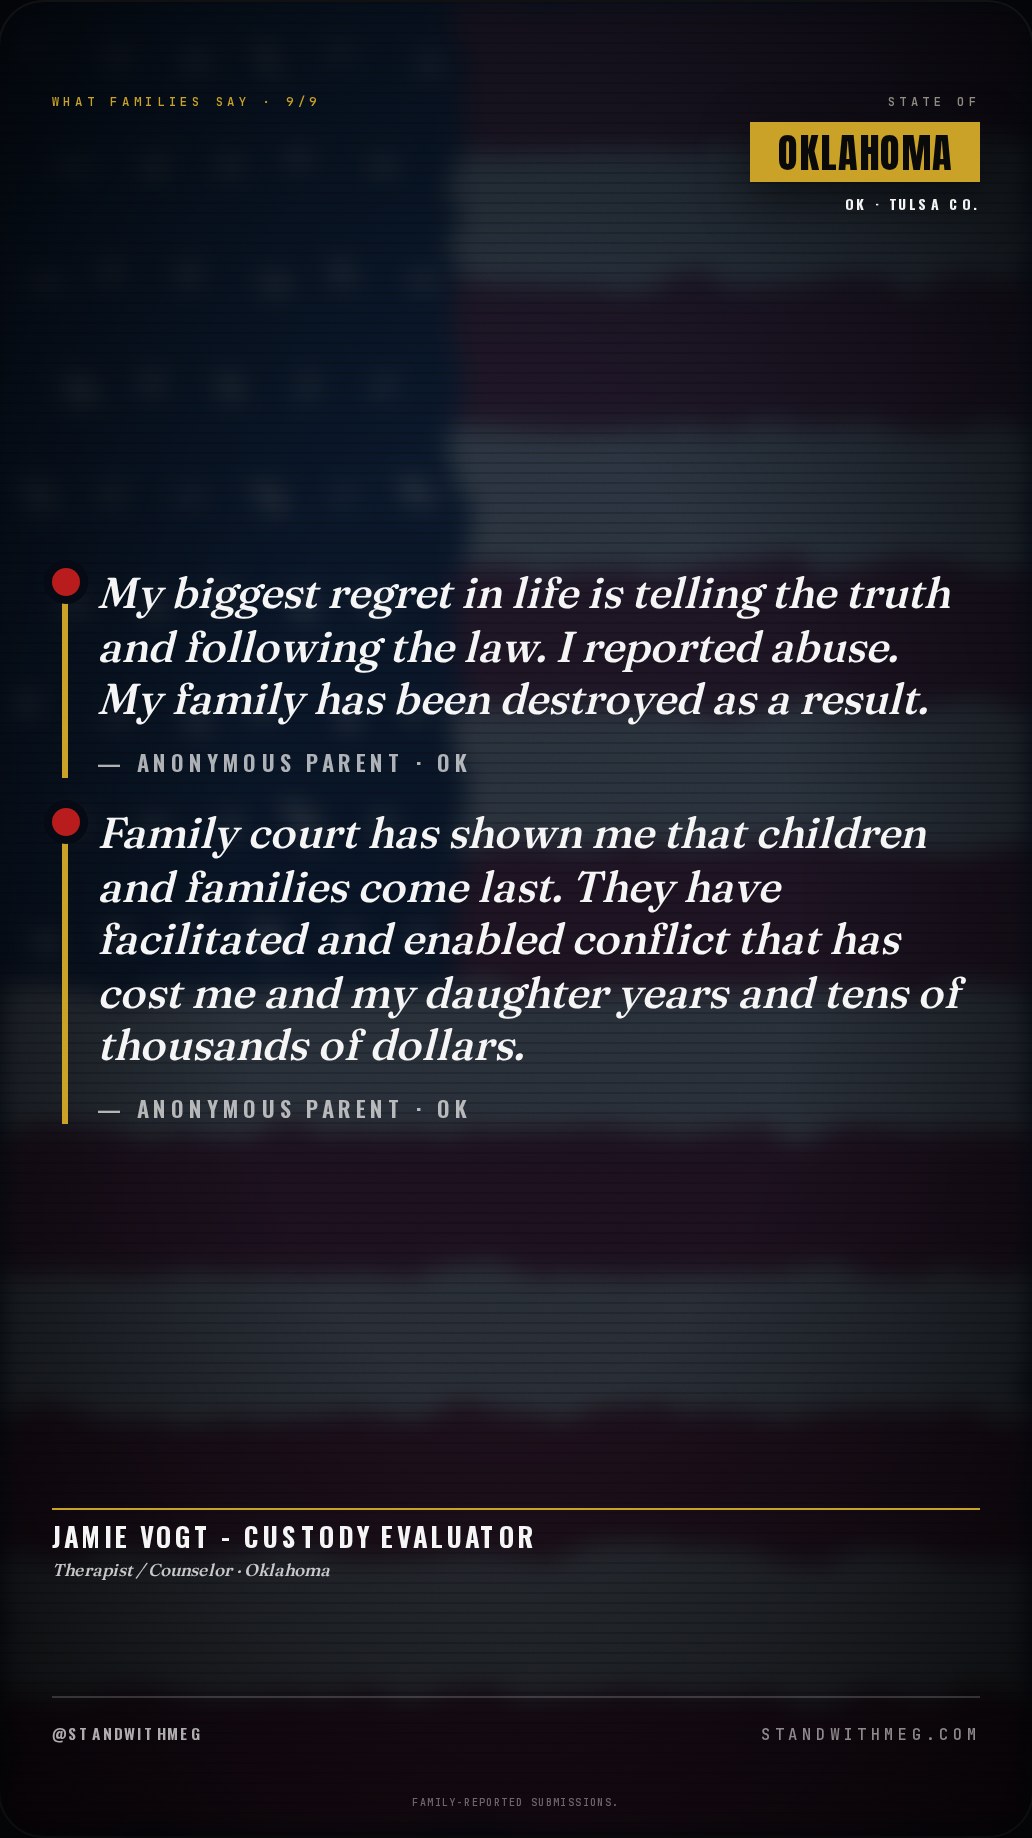 WHAT FAMILIES SAY · 9/9
STATE OF
OKLAHOMA
OK · TULSA CO.
My biggest regret in life is telling the truth
and following the law. I reported abuse.
My family has been destroyed as a result.
— ANONYMOUS PARENT · OK
Family court has shown me that children
and families come last. They have
facilitated and enabled conflict that has
cost me and my daughter years and tens of
thousands of dollars.
— ANONYMOUS PARENT · OK
JAMIE VOGT - CUSTODY EVALUATOR
Therapist / Counselor · Oklahoma
@STANDWITHMEG
STANDWITHMEG.COM
FAMILY-REPORTED SUBMISSIONS.